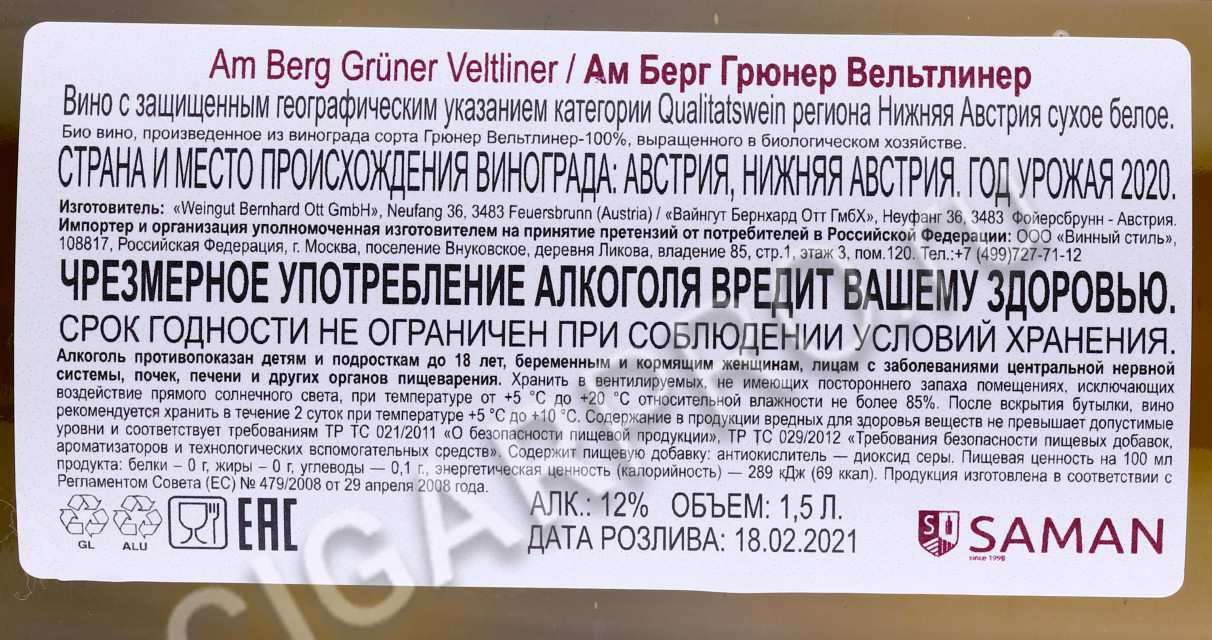 Am Berg Grüner Veltliner / Ам Берг Грюнер Вельтлинер
Вино с защищенным географическим указанием категории Qualitatswein региона Нижняя Австрия сухое белое.
Био вино, произведенное из винограда сорта Грюнер Вельтлинер-100%, выращенного в биологическом хозяйстве.
СТРАНА И МЕСТО ПРОИСХОЖДЕНИЯ ВИНОГРАДА: АВСТРИЯ, НИЖНЯЯ АВСТРИЯ. ГОД УРОЖАЯ 2020.
Изготовитель: «Weingut Bernhard Ott GmbH», Neufang 36, 3483 Feuersbrunn (Austria) / «Вайнгут Бернхард Отт ГмбХ», Неуфанг 36, 3483 Фойерсбрунн - Австрия.
Импортер и организация уполномоченная изготовителем на принятие претензий от потребителей в Российской Федерации: ООО «Винный стиль»,
108817, Российская Федерация, г. Москва, поселение Внуковское, деревня Ликова, владение 85, стр.1, этаж 3, пом.120. Тел.:+7 (499)727-71-12
ЧРЕЗМЕРНОЕ УПОТРЕБЛЕНИЕ АЛКОГОЛЯ ВРЕДИТ ВАШЕМУ ЗДОРОВЬЮ.
СРОК ГОДНОСТИ НЕ ОГРАНИЧЕН ПРИ СОБЛЮДЕНИИ УСЛОВИЙ ХРАНЕНИЯ.
Алкоголь противопоказан детям и подросткам до 18 лет, беременным и кормящим женщинам, лицам с заболеваниями центральной нервной
системы, почек, печени и других органов пищеварения. Хранить в вентилируемых, не имеющих постороннего запаха помещениях, исключающих
воздействие прямого солнечного света, при температуре от +5 °С до +20 °С относительной влажности не более 85%. После вскрытия бутылки, вино
рекомендуется хранить в течение 2 суток при температуре +5 °С до +10 °С. Содержание в продукции вредных для здоровья веществ не превышает допустимые
уровни и соответствует требованиям ТР ТС 021/2011 «О безопасности пищевой продукции», ТР ТС 029/2012 «Требования безопасности пищевых добавок,
ароматизаторов и технологических вспомогательных средств» Содержит пищевую добавку: антиокислитель — диоксид серы. Пищевая ценность на 100 мл
продукта: белки – 0 г, жиры – 0 г, углеводы — 0,1 г., энергетическая ценность (калорийность) — 289 кДж (69 ккал). Продукция изготовлена в соответствии с
Регламентом Совета (ЕС) № 479/2008 от 29 апреля 2008 года.
GL ALU EAC
АЛК.: 12% ОБЪЕМ: 1,5 Л.
ДАТА РОЗЛИВА: 18.02.2021
S SAMAN
since 1998
CIGARPRO.RU